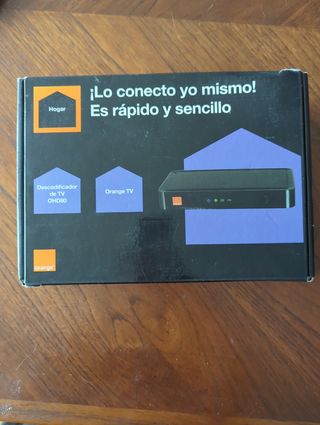 Hogar
¡Lo conecto yo mismo!
Es rápido y sencillo
Descodificador
de TV
OHD80
Orange TV
orange